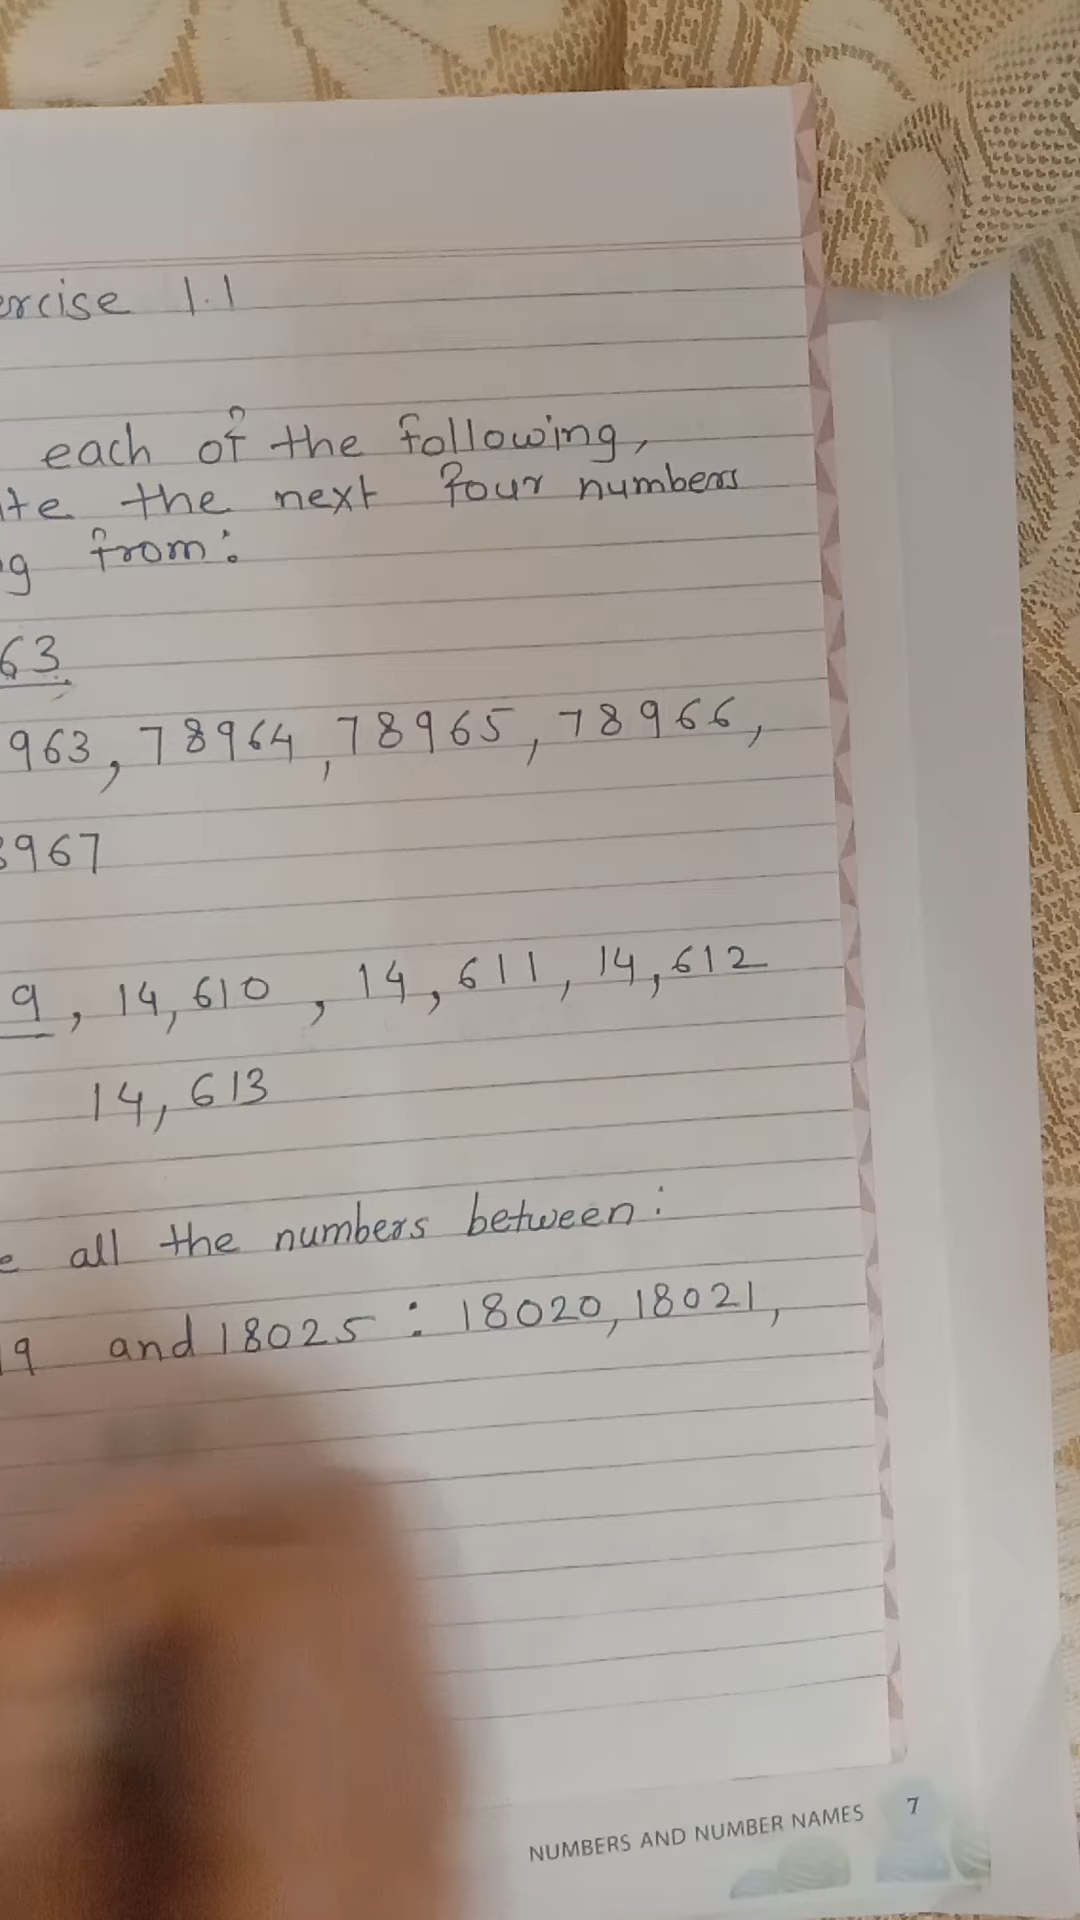 ercise 1.1
each of the following,
ite the next four numbers
g from:
63
963, 78964, 78965, 78966,
8967
9, 14,610, 14,611, 14,612
14,613
e all the numbers between:
19 and 18025 : 18020, 18021,
NUMBERS AND NUMBER NAMES 7